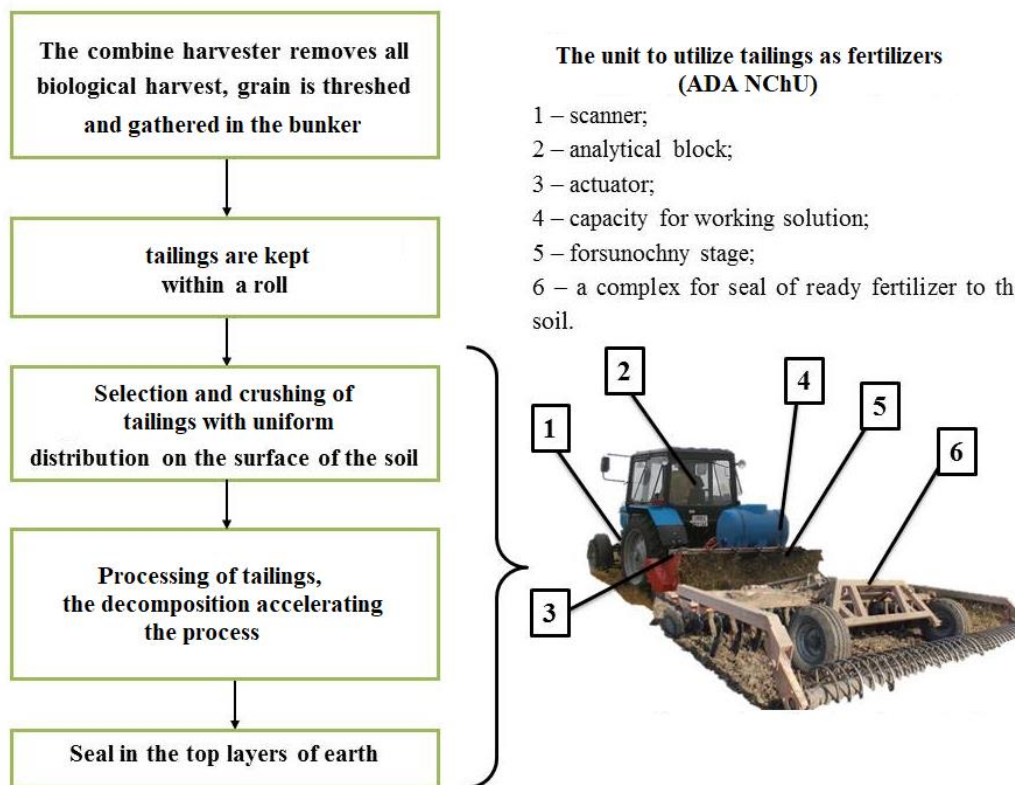 The combine harvester removes all
biological harvest, grain is threshed
and gathered in the bunker
tailings are kept
within a roll
Selection and crushing of
tailings with uniform
distribution on the surface of the soil
Processing of tailings,
the decomposition accelerating
the process
Seal in the top layers of earth
The unit to utilize tailings as fertilizers
(ADA NChU)
1 – scanner;
2 – analytical block;
3 – actuator;
4 – capacity for working solution;
5 – forsunochny stage;
6 – a complex for seal of ready fertilizer to th
soil.
2
4
1
5
6
3